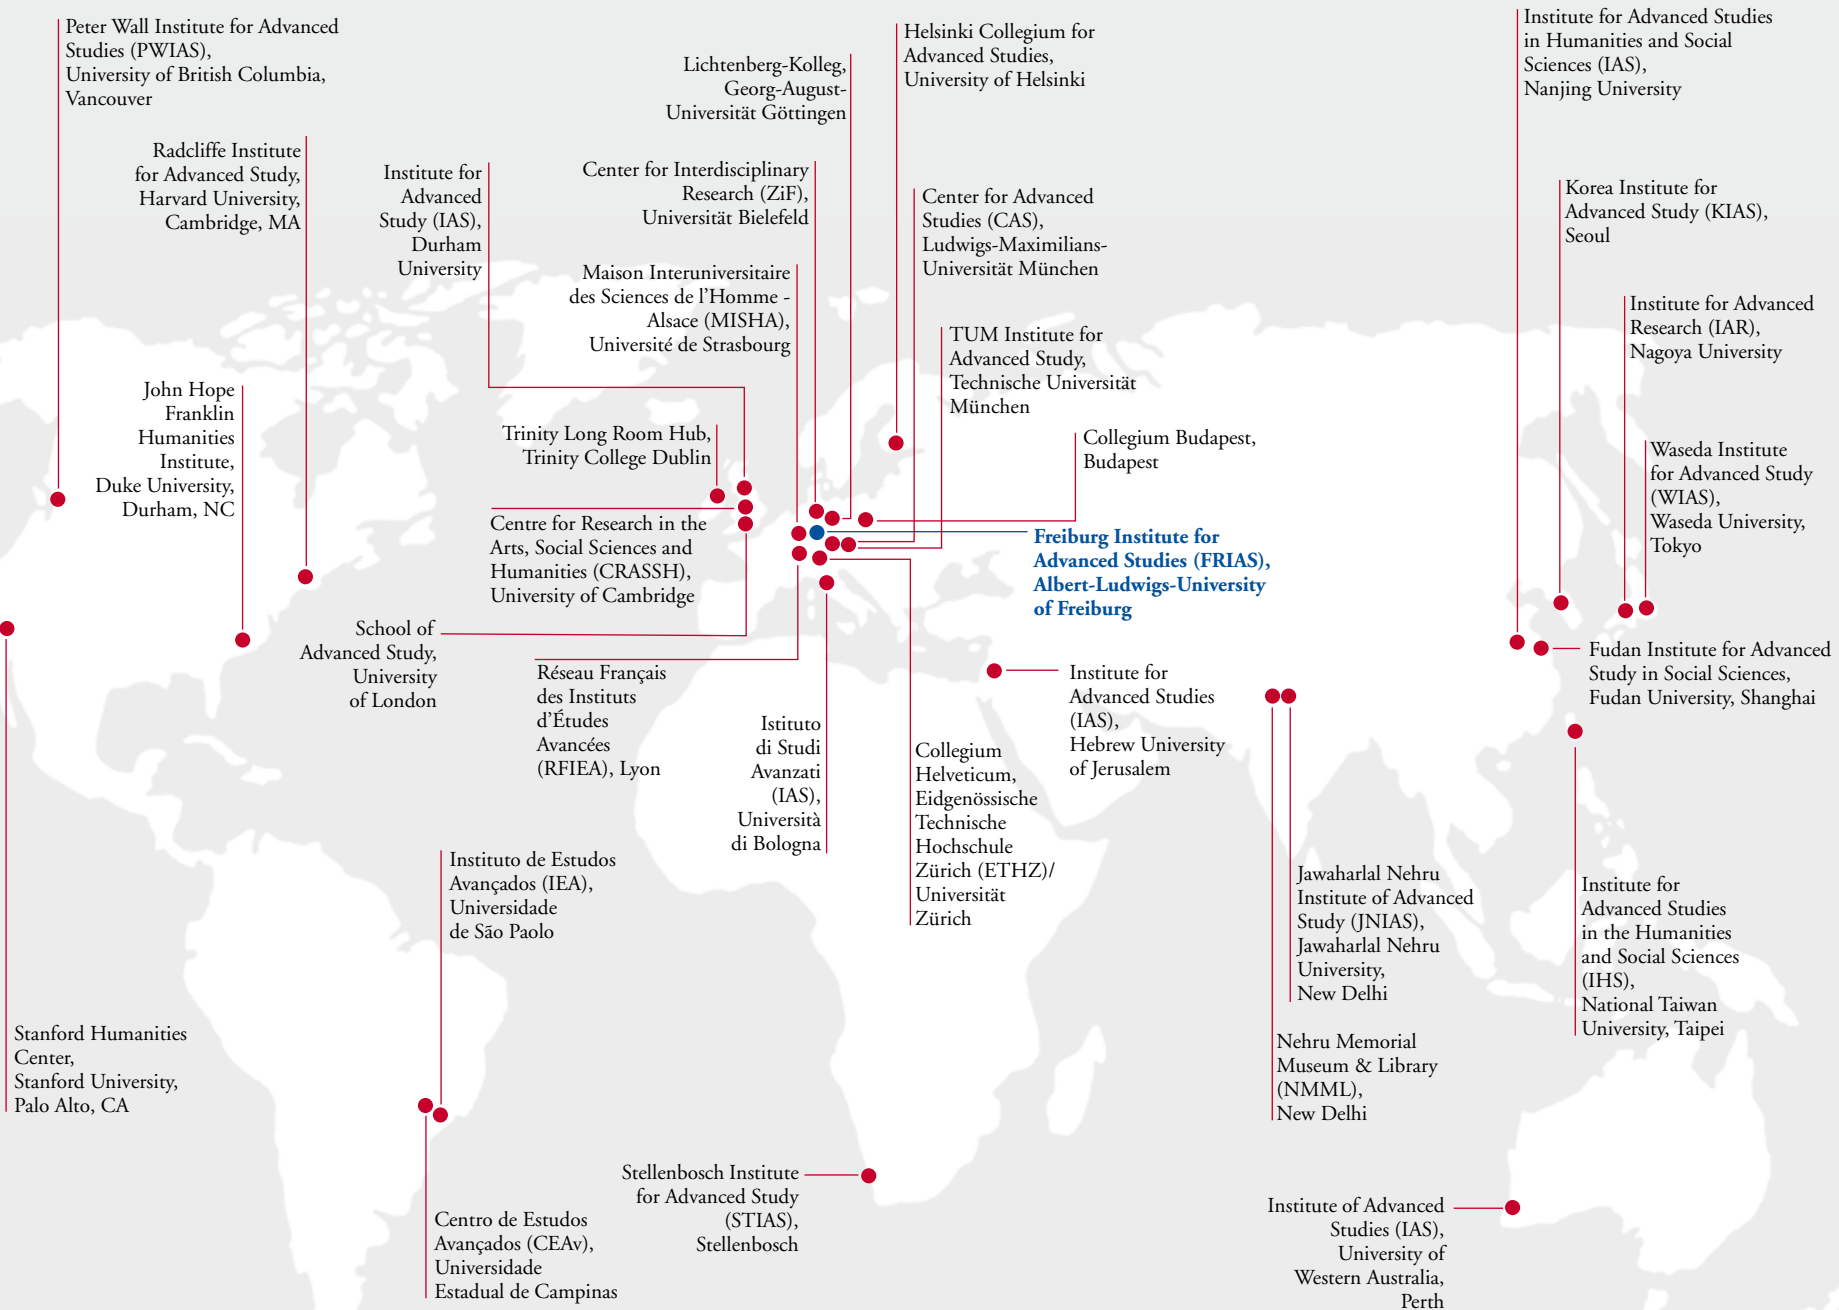 Peter Wall Institute for Advanced
Studies (PWIAS),
University of British Columbia,
Vancouver
Radcliffe Institute
for Advanced Study,
Harvard University,
Cambridge, MA
John Hope
Franklin
Humanities
Institute,
Duke University,
Durham, NC
Institute for
Advanced
Study (IAS),
Durham
University
Lichtenberg-Kolleg,
Georg-August-
Universität Göttingen
Center for Interdisciplinary
Research (ZiF),
Universität Bielefeld
Maison Interuniversitaire
des Sciences de l'Homme -
Alsace (MISHA),
Université de Strasbourg
Trinity Long Room Hub,
Trinity College Dublin
Centre for Research in the
Arts, Social Sciences and
Humanities (CRASSH),
University of Cambridge
School of
Advanced Study,
University
of London
Réseau Français
des Instituts
d'Études
Avancées
(RFIEA), Lyon
Istituto
di Studi
Avanzati
(IAS),
Università
di Bologna
Helsinki Collegium for
Advanced Studies,
University of Helsinki
Center for Advanced
Studies (CAS),
Ludwigs-Maximilians-
Universität München
TUM Institute for
Advanced Study,
Technische Universität
München
Collegium Budapest,
Budapest
Freiburg Institute for
Advanced Studies (FRIAS),
Albert-Ludwigs-University
of Freiburg
Institute for
Advanced Studies
(IAS),
Hebrew University
of Jerusalem
Collegium
Helveticum,
Eidgenössische
Technische
Hochschule
Zürich (ETHZ)/
Universität
Zürich
Institute for Advanced Studies
in Humanities and Social
Sciences (IAS),
Nanjing University
Korea Institute for
Advanced Study (KIAS),
Seoul
Institute for Advanced
Research (IAR),
Nagoya University
Waseda Institute
for Advanced Study
(WIAS),
Waseda University,
Tokyo
Fudan Institute for Advanced
Study in Social Sciences,
Fudan University, Shanghai
Jawaharlal Nehru
Institute of Advanced
Study (JNIAS),
Jawaharlal Nehru
University,
New Delhi
Nehru Memorial
Museum & Library
(NMML),
New Delhi
Institute for
Advanced Studies
in the Humanities
and Social Sciences
(IHS),
National Taiwan
University, Taipei
Instituto de Estudos
Avançados (IEA),
Universidade
de São Paolo
Stanford Humanities
Center,
Stanford University,
Palo Alto, CA
Centro de Estudos
Avançados (CEAv),
Universidade
Estadual de Campinas
Stellenbosch Institute
for Advanced Study
(STIAS),
Stellenbosch
Institute of Advanced
Studies (IAS),
University of
Western Australia,
Perth